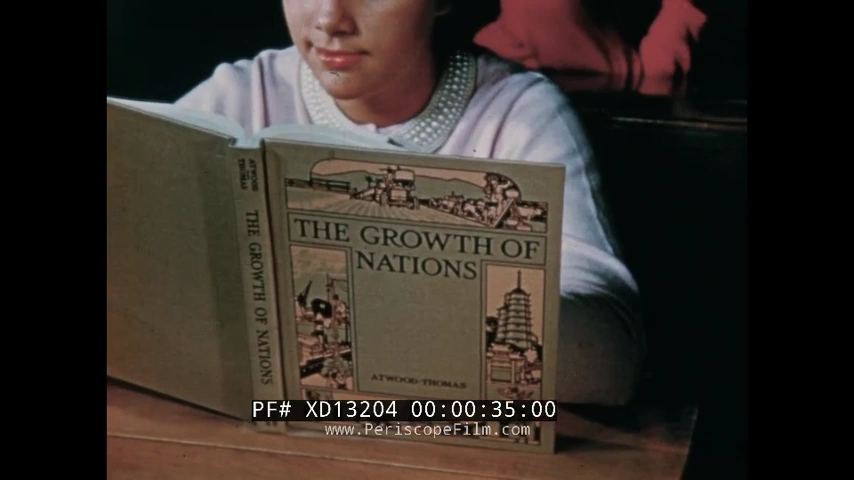 ATWOOD
THOMAS
THE GROWTH OF NATIONS
THE GROWTH OF
NATIONS
ATWOOD-THOMAS
PF# XD13204 00:00:35:00
www.PeriscopeFilm.com